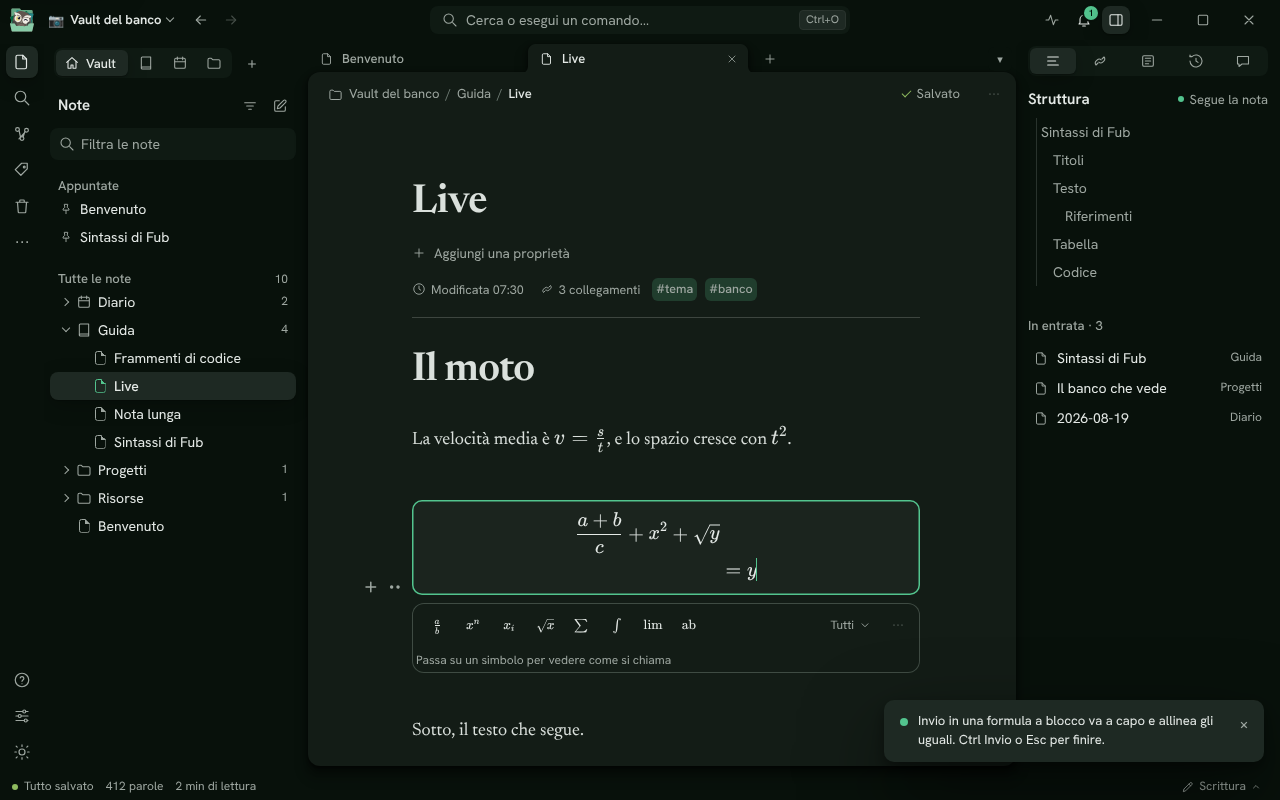 Vault del banco
Cerca o esegui un comando…
Ctrl+O
1
Vault
Note
Filtra le note
Appuntate
Benvenuto
Sintassi di Fub
Tutte le note 10
Diario 2
Guida 4
Frammenti di codice
Live
Nota lunga
Sintassi di Fub
Progetti 1
Risorse 1
Benvenuto
Benvenuto
Live
Vault del banco / Guida / Live
Salvato
Live
Aggiungi una proprietà
Modificata 07:30
3 collegamenti
#tema
#banco
Il moto
La velocità media è v = s/t, e lo spazio cresce con t².
(a + b)/c + x² + √y
= y
a/b xⁿ xᵢ √x ∑ ∫ lim ab
Tutti
Passa su un simbolo per vedere come si chiama
Sotto, il testo che segue.
Struttura
Segue la nota
Sintassi di Fub
Titoli
Testo
Riferimenti
Tabella
Codice
In entrata · 3
Sintassi di Fub Guida
Il banco che vede Progetti
2026-08-19 Diario
Invio in una formula a blocco va a capo e allinea gli
uguali. Ctrl Invio o Esc per finire.
Tutto salvato
412 parole
2 min di lettura
Scrittura